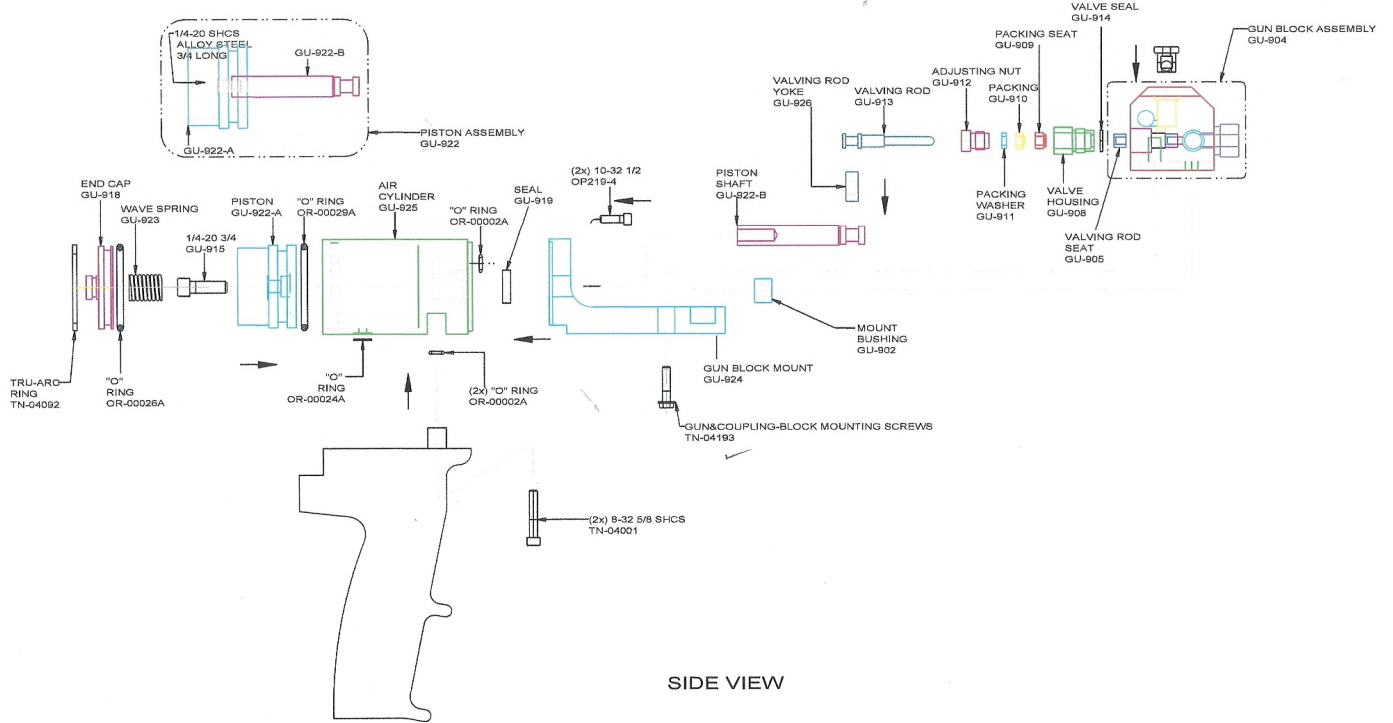 1/4-20 SHCS
ALLOY STEEL
3/4 LONG
GU-922-B
GU-922-A
PISTON ASSEMBLY
GU-922
VALVE SEAL
GU-914
PACKING SEAT
GU-909
GUN BLOCK ASSEMBLY
GU-904
ADJUSTING NUT
GU-912
PACKING
GU-910
VALVING ROD
YOKE
GU-926
VALVING ROD
GU-913
PACKING
WASHER
GU-911
VALVE
HOUSING
GU-908
VALVING ROD
SEAT
GU-905
END CAP
GU-918
WAVE SPRING
GU-923
1/4-20 3/4
GU-915
PISTON
GU-922-A
"O" RING
OR-00029A
AIR
CYLINDER
GU-925
"O" RING
OR-00002A
SEAL
GU-919
(2x) 10-32 1/2
OP219-4
PISTON
SHAFT
GU-922-B
TRU-ARC
RING
TN-04092
"O"
RING
OR-00026A
"O"
RING
OR-00024A
(2x) "O" RING
OR-00002A
GUN BLOCK MOUNT
GU-924
MOUNT
BUSHING
GU-902
GUN&COUPLING-BLOCK MOUNTING SCREWS
TN-04193
(2x) 8-32 5/8 SHCS
TN-04001
SIDE VIEW